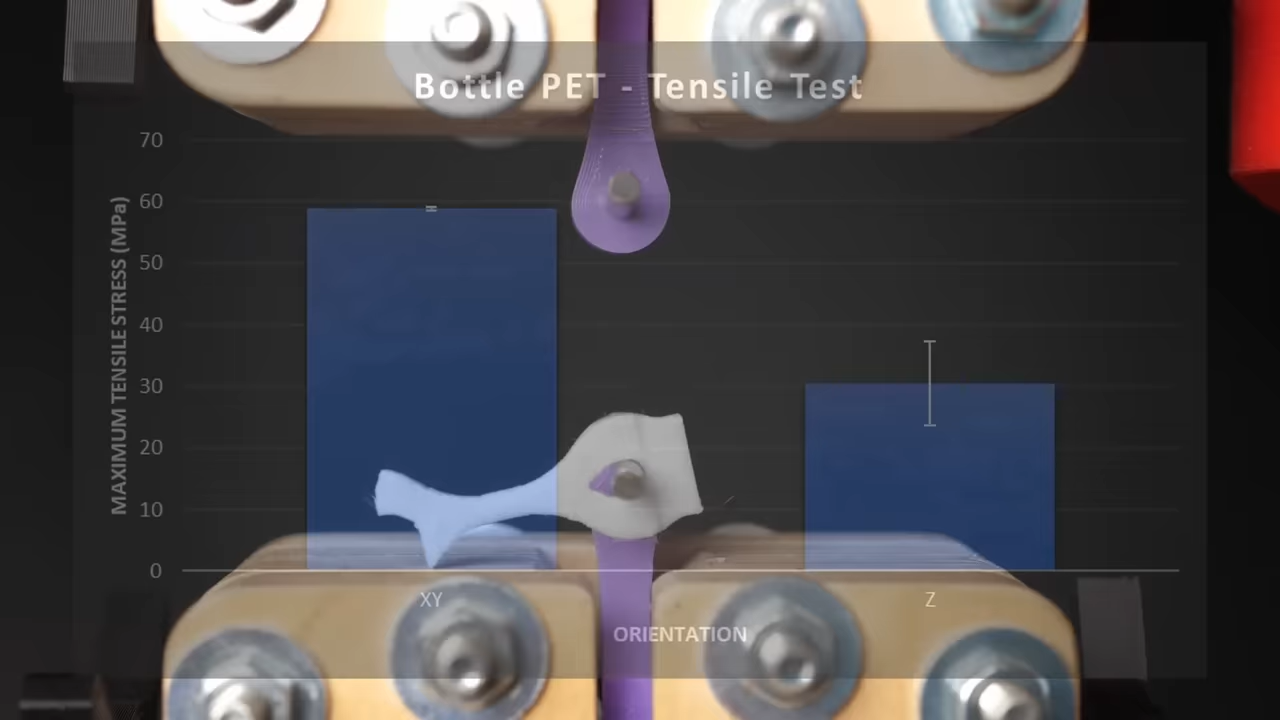 Bottle PET - Tensile Test
70
60
50
40
30
20
10
0
MAXIMUM TENSILE STRESS (MPa)
XY
Z
ORIENTATION